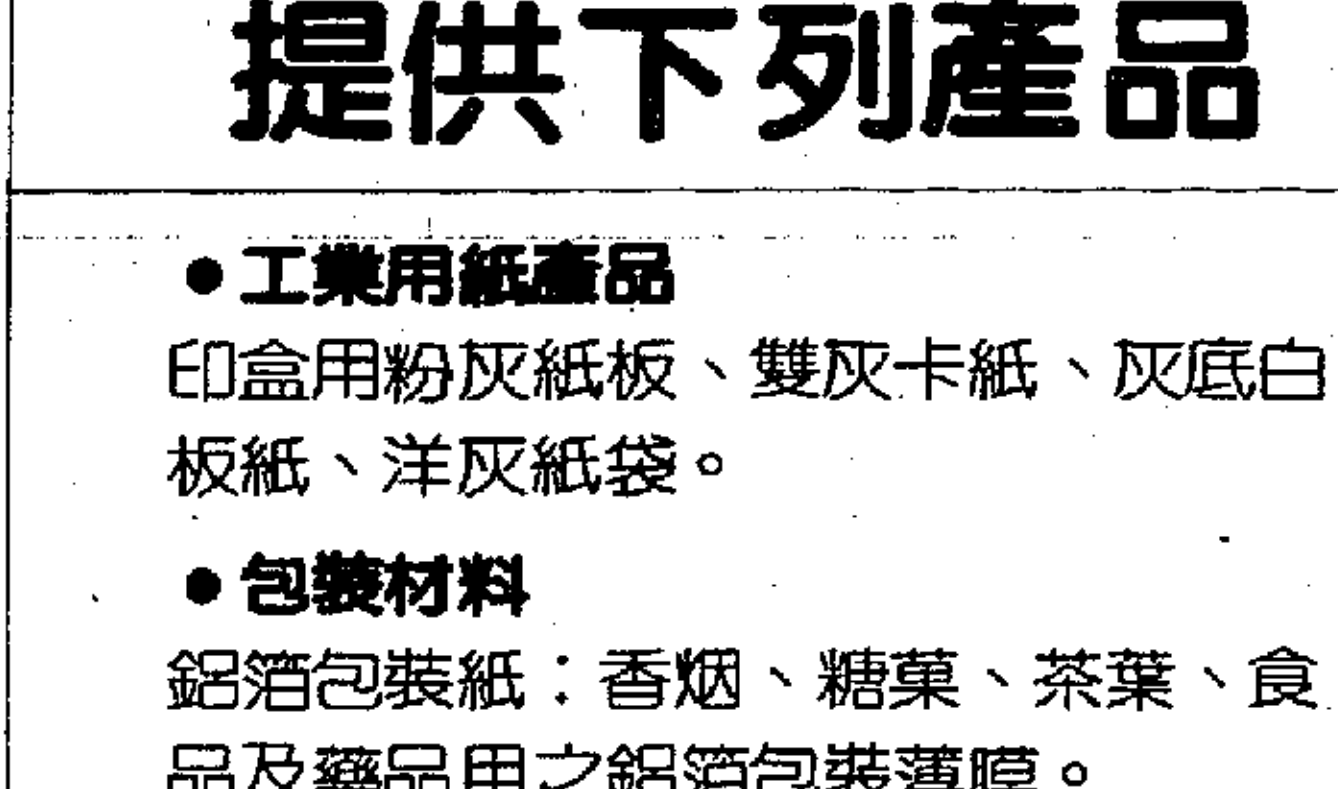 提供下列產品
●工業用紙產品
印盒用粉灰紙板、雙灰卡紙、灰底白
板紙、洋灰紙袋。
●包裝材料
鋁箔包裝紙：香烟、糖菓、茶葉、食
品及藥品用之鋁箔包裝薄膜。